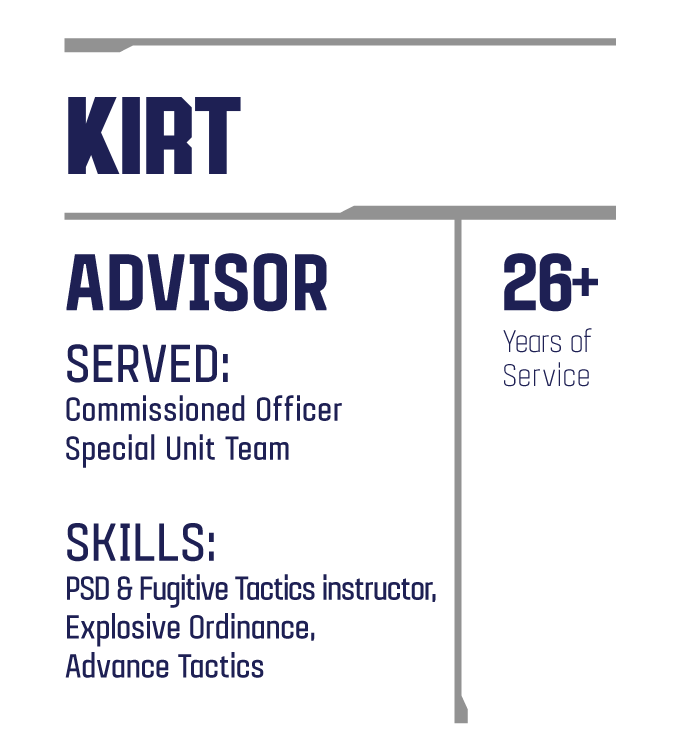 KIRT
ADVISOR
SERVED:
Commissioned Officer
Special Unit Team
SKILLS:
PSD & Fugitive Tactics instructor,
Explosive Ordinance,
Advance Tactics
26+
Years of
Service